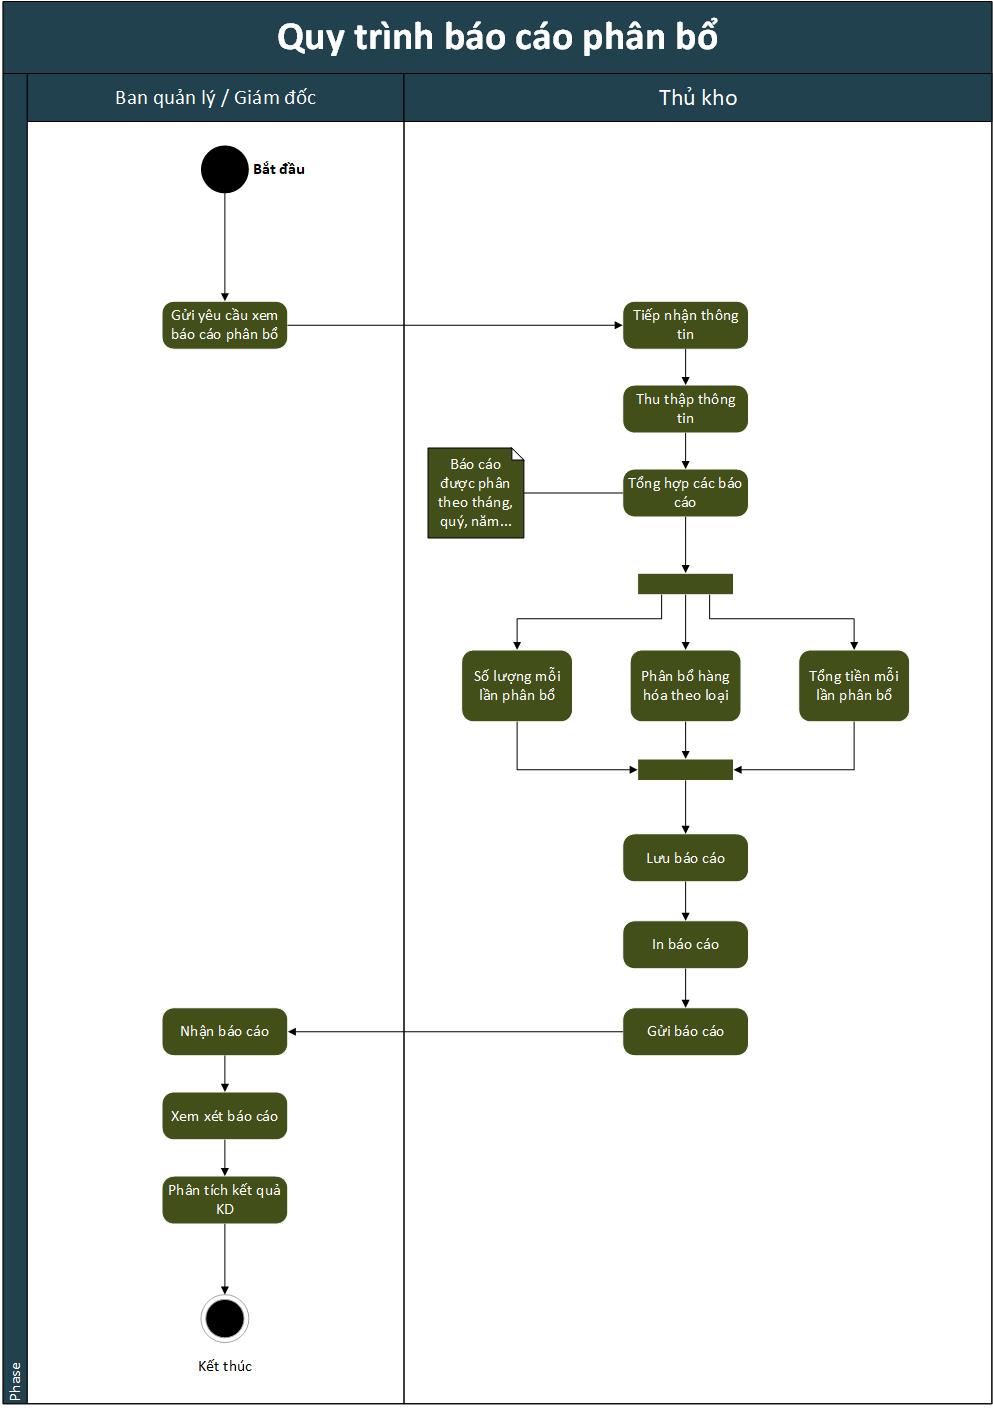 Quy trình báo cáo phân bổ
Ban quản lý / Giám đốc
Thủ kho
Bắt đầu
Gửi yêu cầu xem
báo cáo phân bổ
Tiếp nhận thông
tin
Thu thập thông
tin
Báo cáo
được phân
theo tháng,
quý, năm...
Tổng hợp các báo
cáo
Số lượng mỗi
lần phân bổ
Phân bổ hàng
hóa theo loại
Tổng tiền mỗi
lần phân bổ
Lưu báo cáo
In báo cáo
Gửi báo cáo
Nhận báo cáo
Xem xét báo cáo
Phân tích kết quả
KD
Kết thúc
Phase